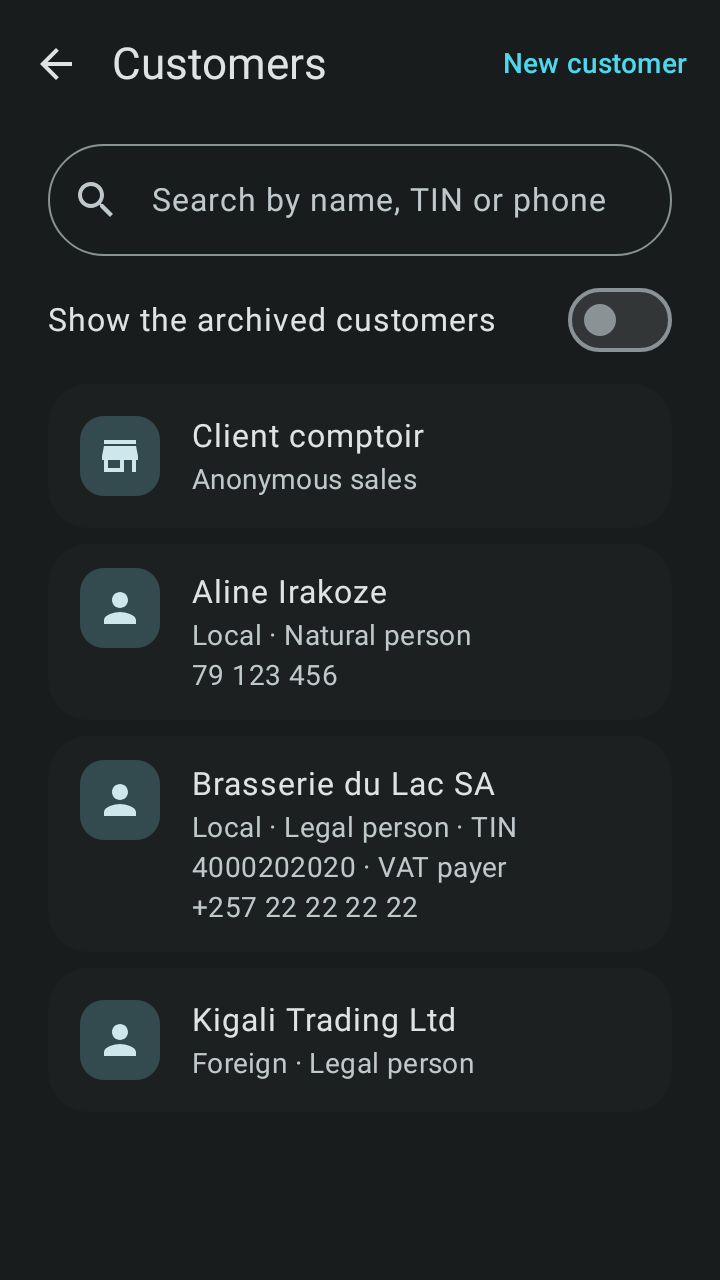 Customers
New customer
Search by name, TIN or phone
Show the archived customers
Client comptoir
Anonymous sales
Aline Irakoze
Local · Natural person
79 123 456
Brasserie du Lac SA
Local · Legal person · TIN
4000202020 · VAT payer
+257 22 22 22 22
Kigali Trading Ltd
Foreign · Legal person